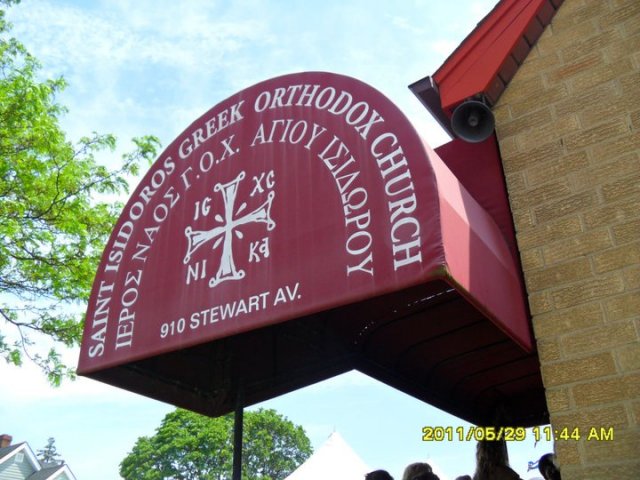 SAINT ISIDOROS GREEK ORTHODOX CHURCH
ΙΕΡΟΣ ΝΑΟΣ Γ.Ο.Χ. ΑΓΙΟΥ ΙΣΙΔΩΡΟΥ
IC XC
NI KA
910 STEWART AV.
2011/05/29 11:44 AM